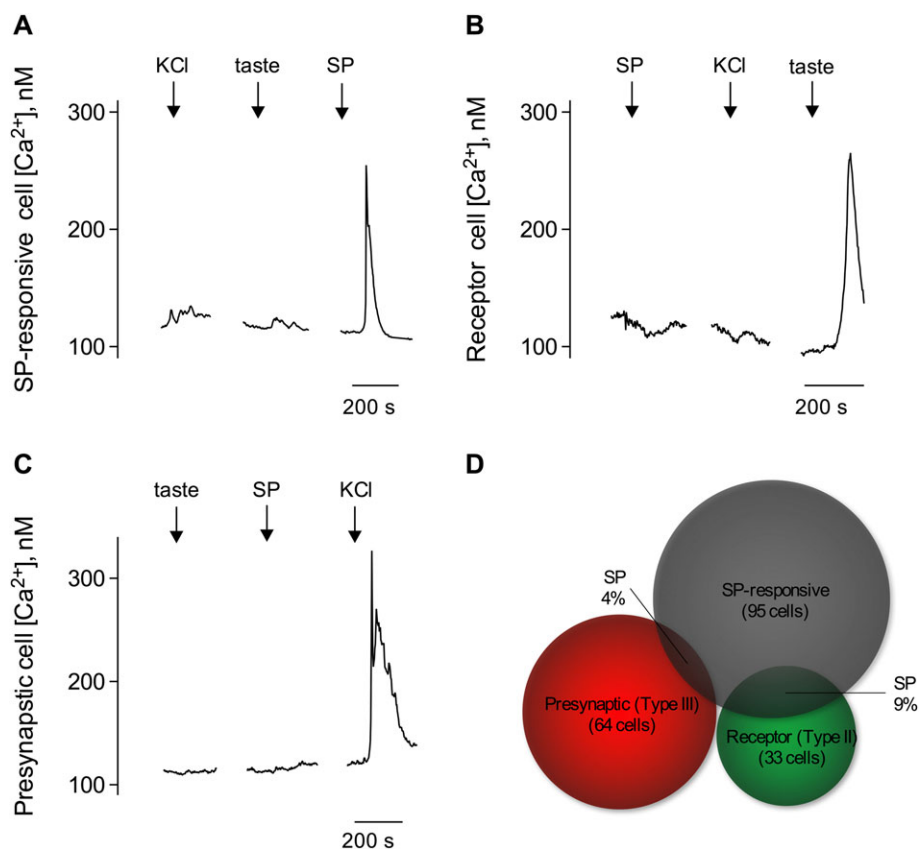 A
KCl taste SP
300
200
100
SP-responsive cell [Ca²⁺], nM
200 s
B
SP KCl taste
300
200
100
Receptor cell [Ca²⁺], nM
200 s
C
taste SP KCl
300
200
100
Presynapstic cell [Ca²⁺], nM
200 s
D
SP
4%
SP-responsive
(95 cells)
SP
9%
Presynaptic (Type III)
(64 cells)
Receptor (Type II)
(33 cells)